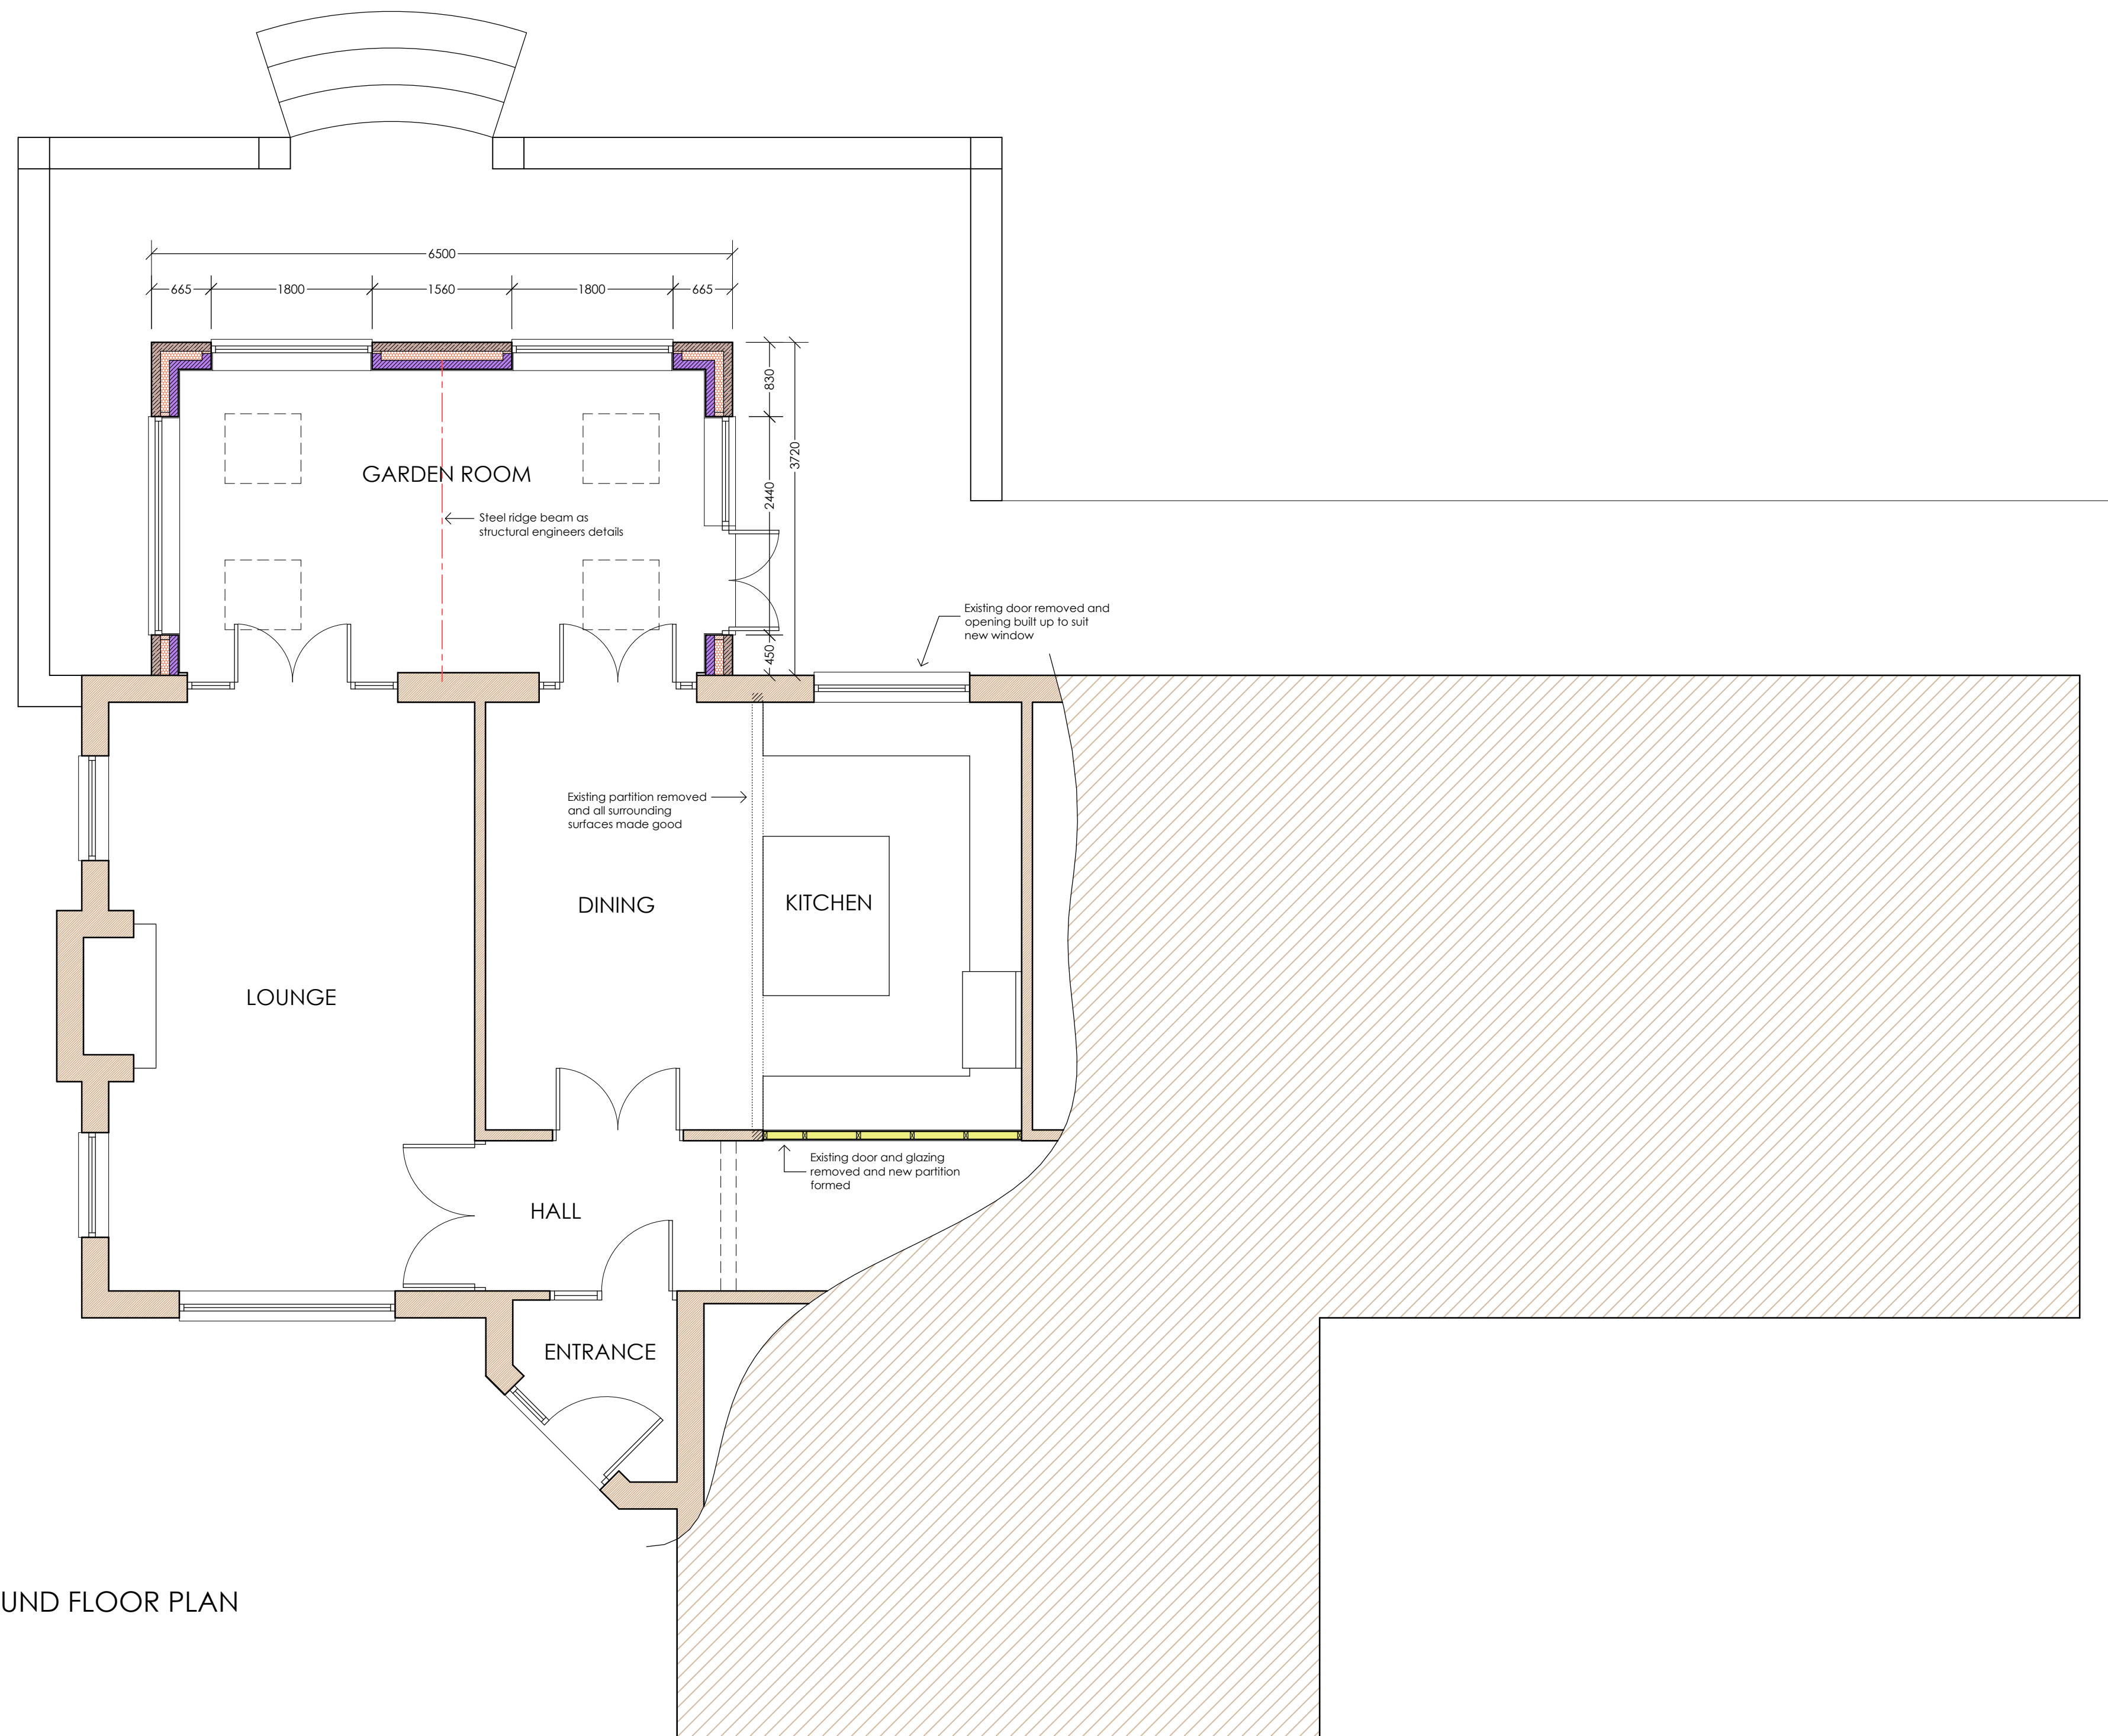 6500
665
1800
1560
1800
665
830
3720
2440
450
GARDEN ROOM
Steel ridge beam as
structural engineers details
Existing door removed and
opening built up to suit
new window
Existing partition removed
and all surrounding
surfaces made good
DINING
KITCHEN
LOUNGE
Existing door and glazing
removed and new partition
formed
HALL
ENTRANCE
UND FLOOR PLAN